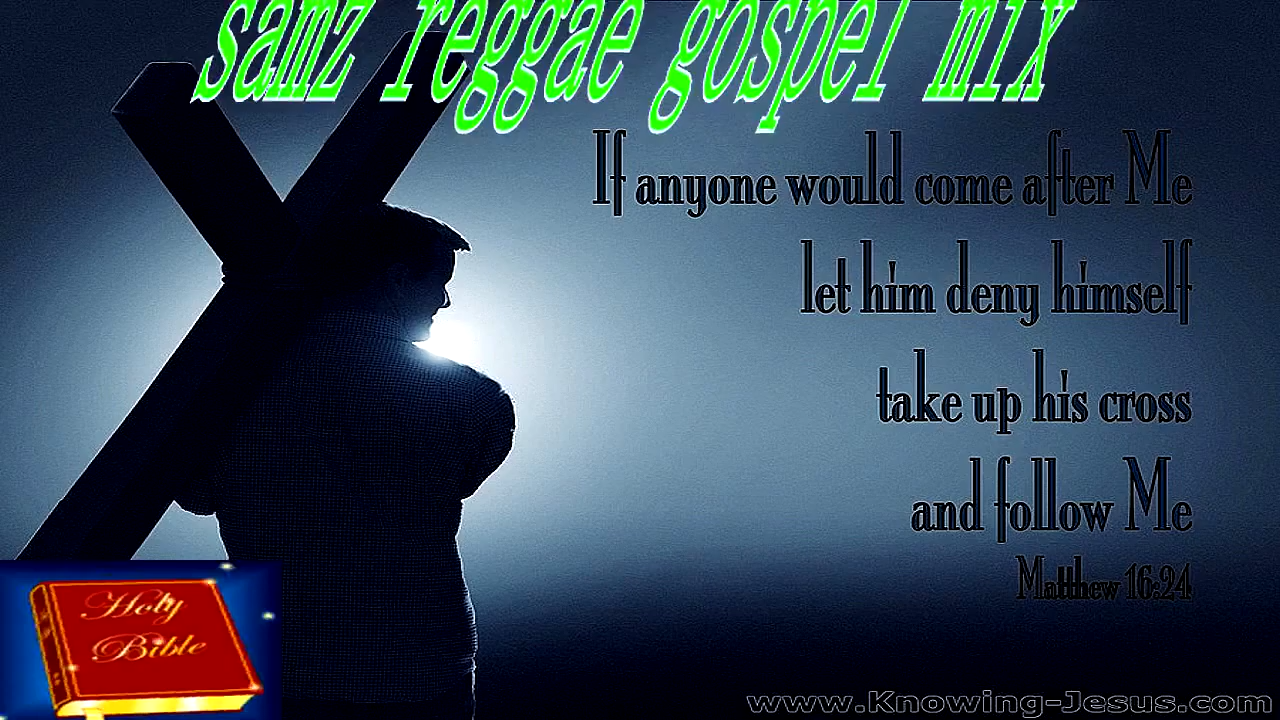 samz reggae gospel mix
If anyone would come after Me
let him deny himself
take up his cross
and follow Me
Matthew 16:24
Holy
Bible
www.Knowing-Jesus.com